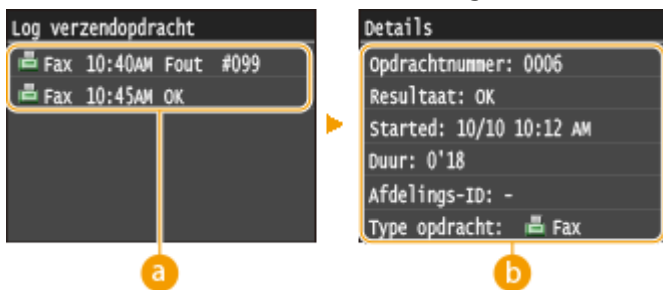 Log verzendopdracht
Fax 10:40AM Fout #099
Fax 10:45AM OK
a
Details
Opdrachtnummer: 0006
Resultaat: OK
Started: 10/10 10:12 AM
Duur: 0'18
Afdelings-ID: -
Type opdracht: Fax
b